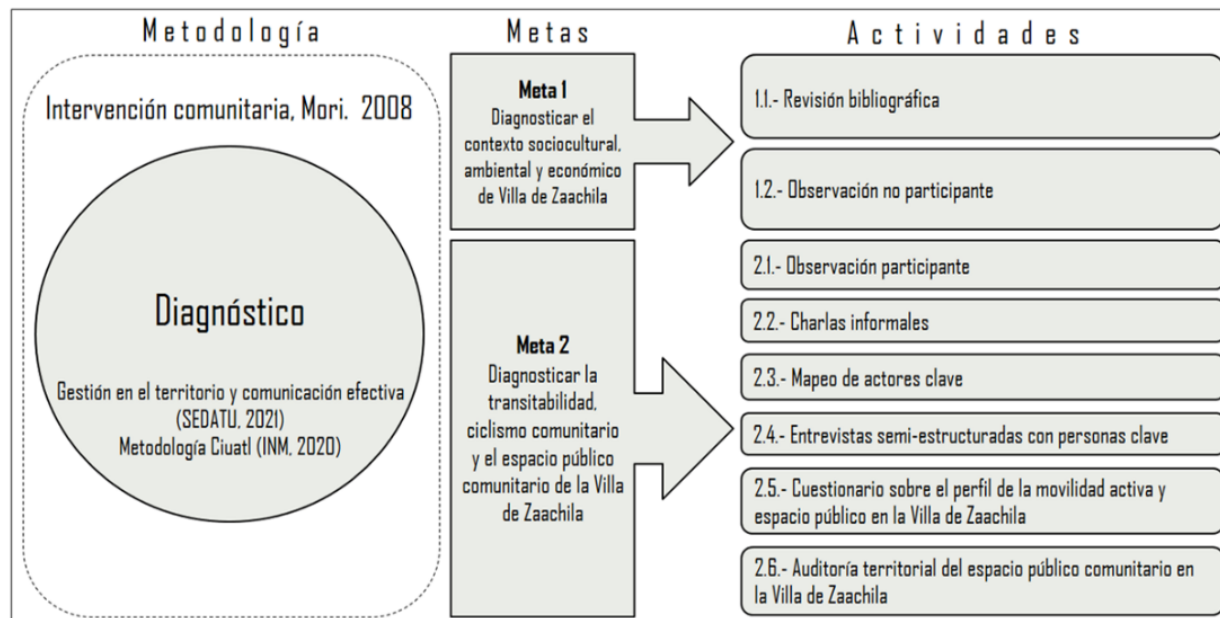 Metodología
Intervención comunitaria, Mori. 2008
Diagnóstico
Gestión en el territorio y comunicación efectiva
(SEDATU, 2021)
Metodología Ciuatl (INM, 2020)
Metas
Meta 1
Diagnosticar el
contexto sociocultural,
ambiental y económico
de Villa de Zaachila
Meta 2
Diagnosticar la
transitabilidad,
ciclismo comunitario
y el espacio público
comunitario de la Villa
de Zaachila
Actividades
1.1.- Revisión bibliográfica
1.2.- Observación no participante
2.1.- Observación participante
2.2.- Charlas informales
2.3.- Mapeo de actores clave
2.4.- Entrevistas semi-estructuradas con personas clave
2.5.- Cuestionario sobre el perfil de la movilidad activa y
espacio público en la Villa de Zaachila
2.6.- Auditoría territorial del espacio público comunitario en
la Villa de Zaachila